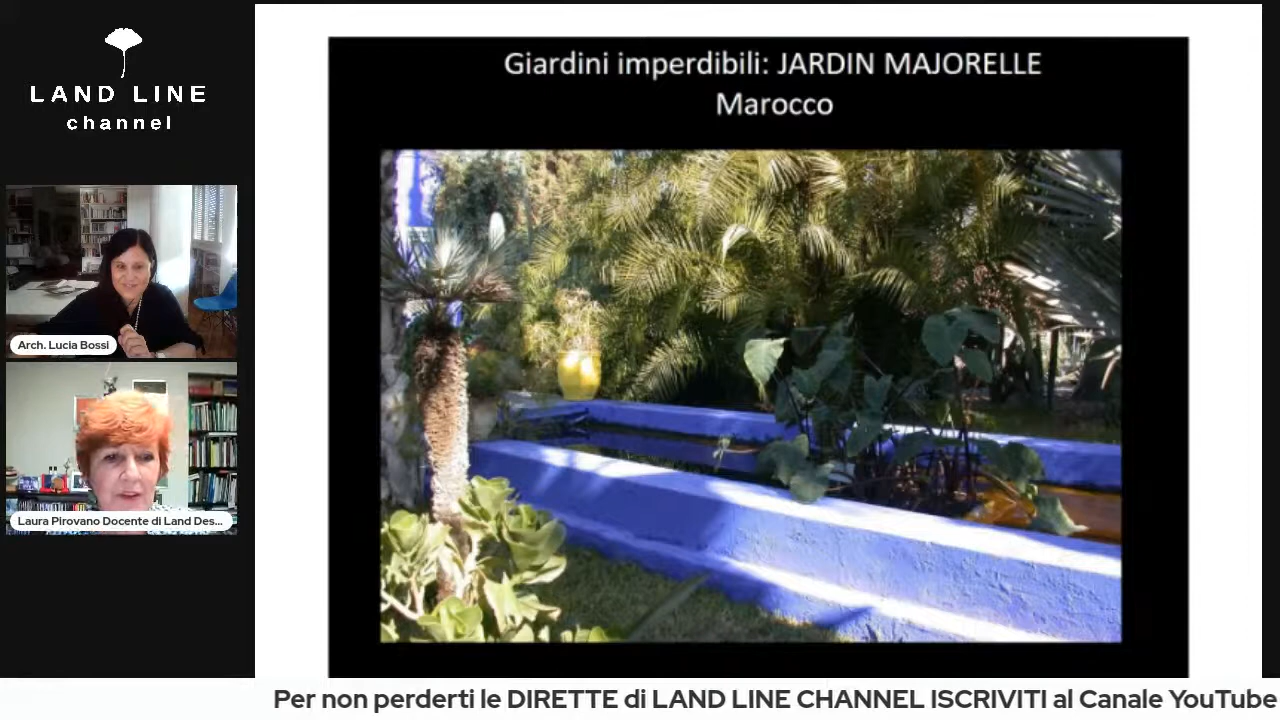 LAND LINE
channel
Giardini imperdibili: JARDIN MAJORELLE
Marocco
Arch. Lucia Bossi
Laura Pirovano Docente di Land Des...
Per non perderti le DIRETTE di LAND LINE CHANNEL ISCRIVITI al Canale YouTube